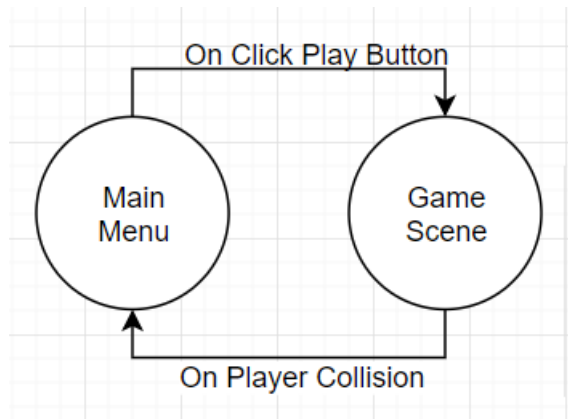 On Click Play Button
Main
Menu
Game
Scene
On Player Collision